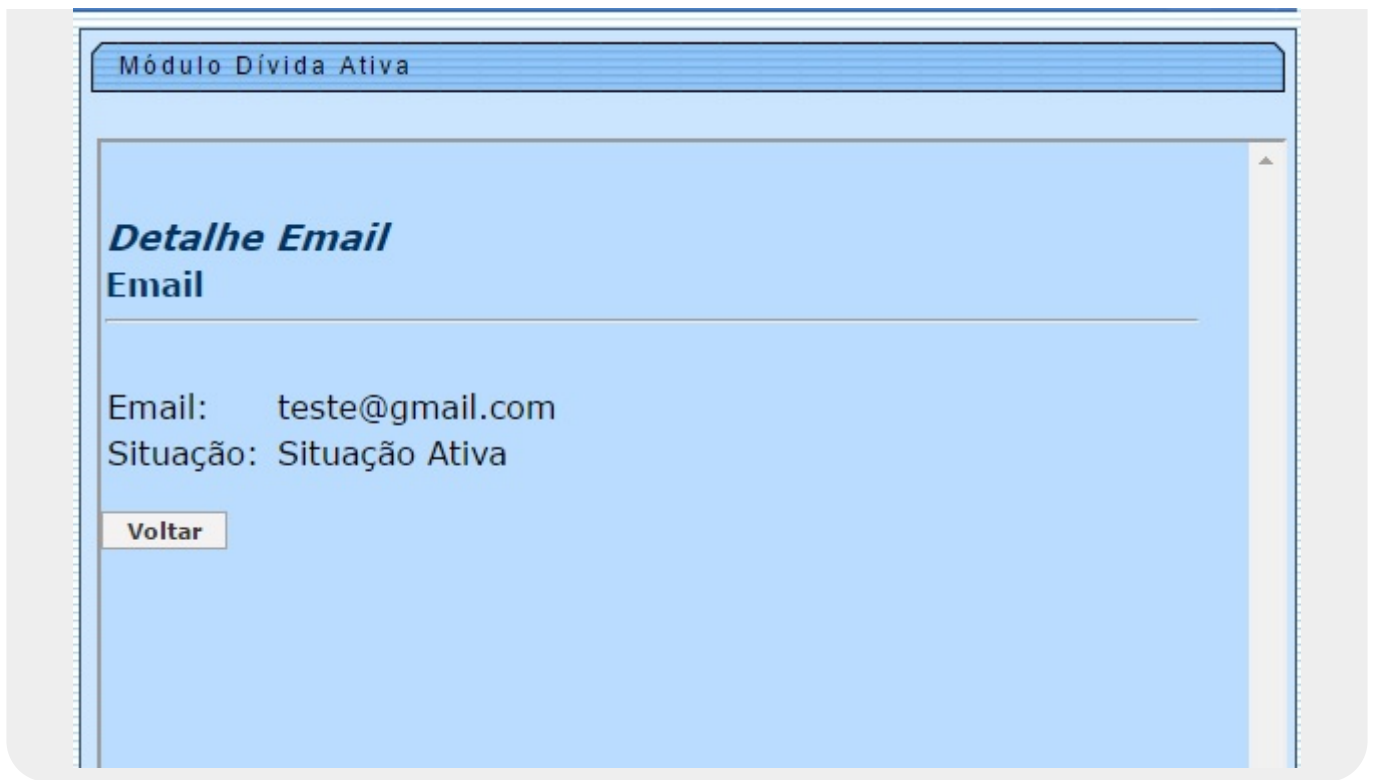 Módulo Dívida Ativa
Detalhe Email
Email
Email: teste@gmail.com
Situação: Situação Ativa
Voltar